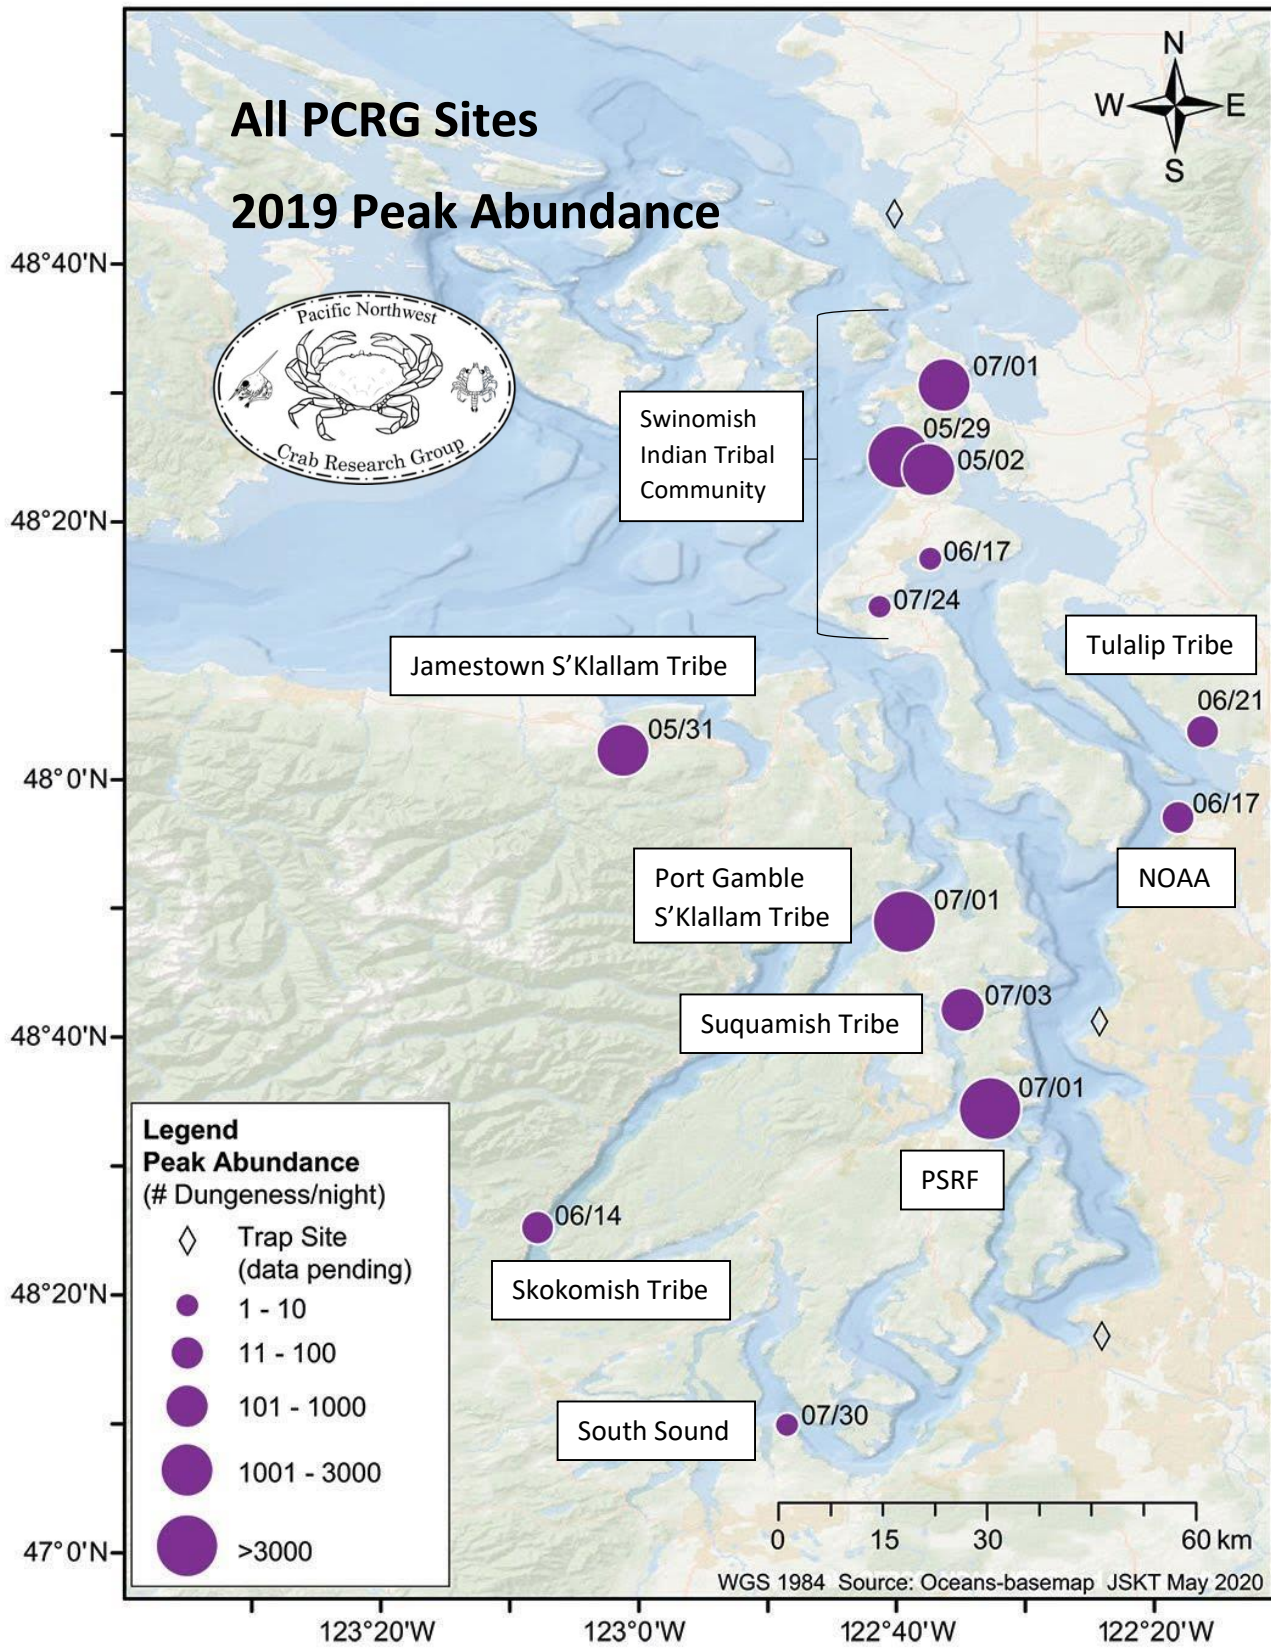 All PCRG Sites
2019 Peak Abundance
N
W
E
S
Pacific Northwest
Crab Research Group
48°40'N
48°20'N
48°0'N
48°40'N
48°20'N
47°0'N
Swinomish
Indian Tribal
Community
07/01
05/29
05/02
06/17
07/24
Jamestown S’Klallam Tribe
05/31
Tulalip Tribe
06/21
06/17
NOAA
Port Gamble
S’Klallam Tribe
07/01
Suquamish Tribe
07/03
07/01
PSRF
06/14
Skokomish Tribe
South Sound
07/30
Legend
Peak Abundance
(# Dungeness/night)
Trap Site
(data pending)
1 - 10
11 - 100
101 - 1000
1001 - 3000
>3000
0 15 30 60 km
WGS 1984 Source: Oceans-basemap JSKT May 2020
123°20'W 123°0'W 122°40'W 122°20'W